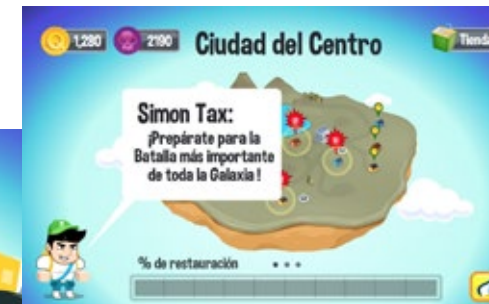 1,280
2190
Ciudad del Centro
Tienda
Simon Tax:
¡Prepárate para la
Batalla más importante
de toda la Galaxia !
% de restauración